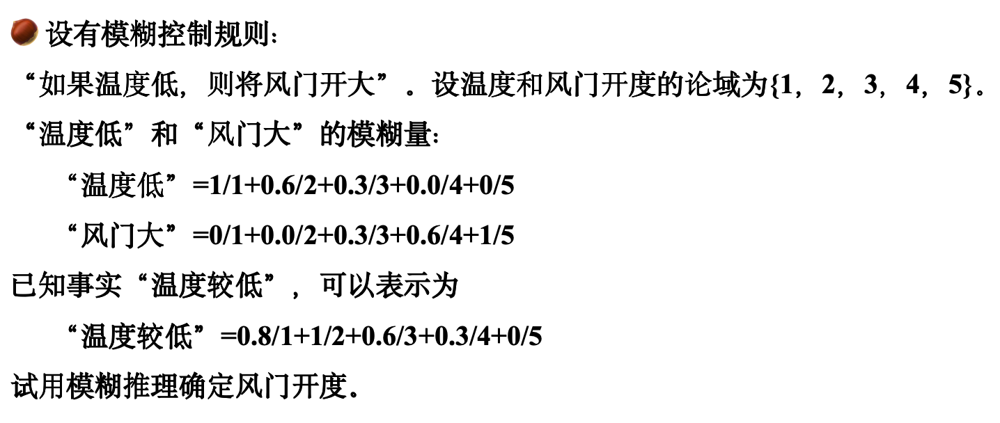 设有模糊控制规则：
“如果温度低，则将风门开大”。设温度和风门开度的论域为{1，2，3，4，5}。
“温度低”和“风门大”的模糊量：
“温度低”=1/1+0.6/2+0.3/3+0.0/4+0/5
“风门大”=0/1+0.0/2+0.3/3+0.6/4+1/5
已知事实“温度较低”，可以表示为
“温度较低”=0.8/1+1/2+0.6/3+0.3/4+0/5
试用模糊推理确定风门开度。